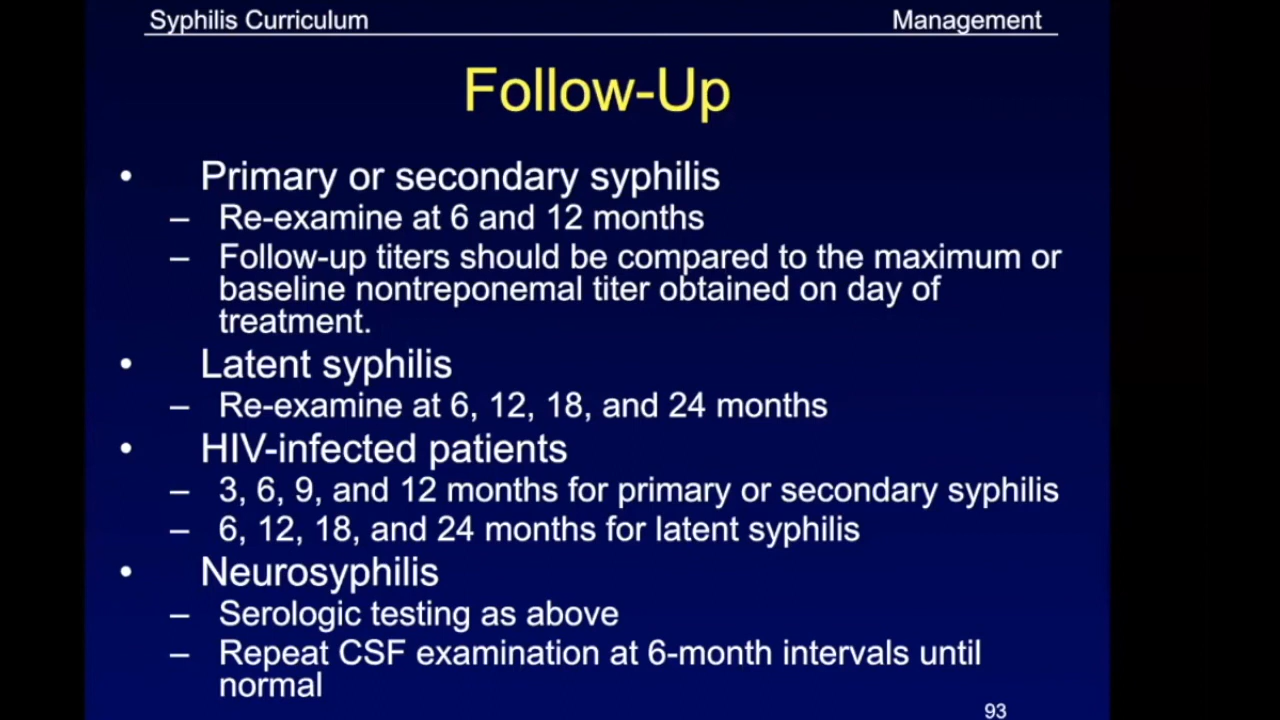 Syphilis Curriculum Management
Follow-Up
• Primary or secondary syphilis
– Re-examine at 6 and 12 months
– Follow-up titers should be compared to the maximum or
baseline nontreponemal titer obtained on day of
treatment.
• Latent syphilis
– Re-examine at 6, 12, 18, and 24 months
• HIV-infected patients
– 3, 6, 9, and 12 months for primary or secondary syphilis
– 6, 12, 18, and 24 months for latent syphilis
• Neurosyphilis
– Serologic testing as above
– Repeat CSF examination at 6-month intervals until
normal
93